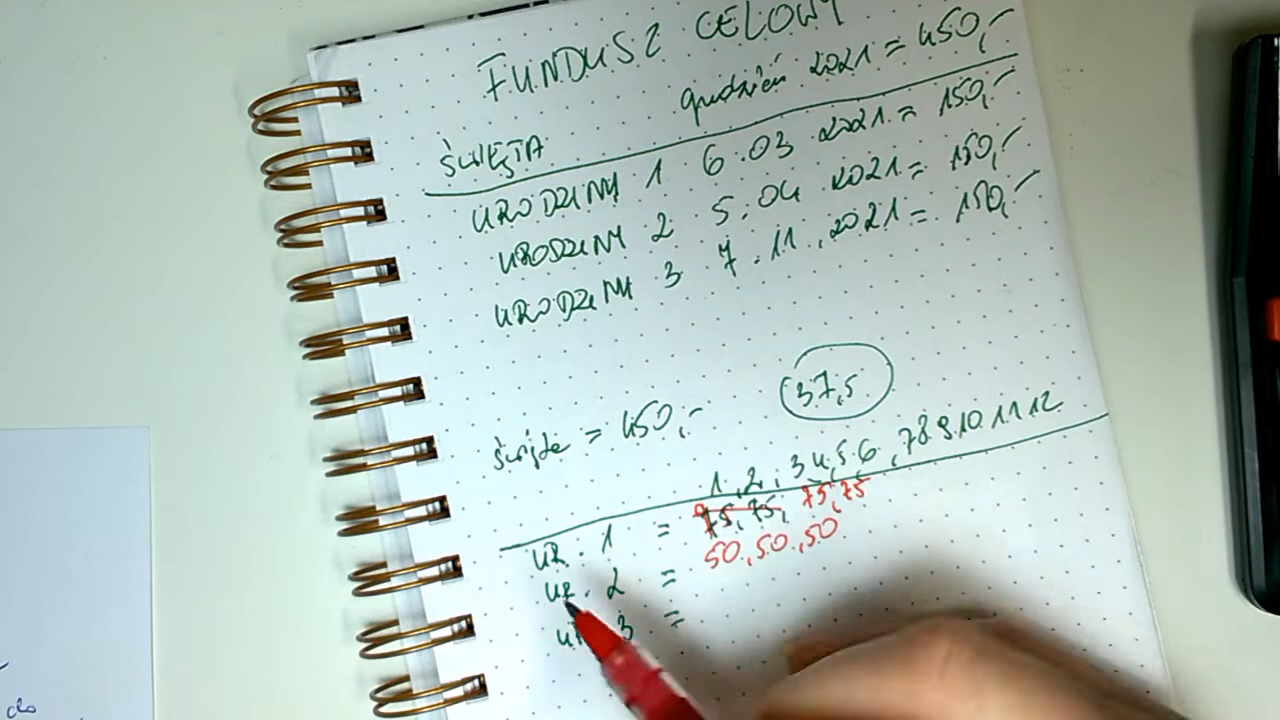 FUNDUSZ CELOWY
ŚWIĘTA grudzień 2021 = 450,-
URODZINY 1 6.03 2021 = 150,-
URODZINY 2 5.04 2021 = 150,-
URODZINY 3 7.11.2021 = 150,-
37,5
święta = 450,-
1,2,3 4,5,6,7 8 9.10.11.12
UR. 1 = 75,75, 75,75
UR. 2 = 50,50,50
UR 3 =
do